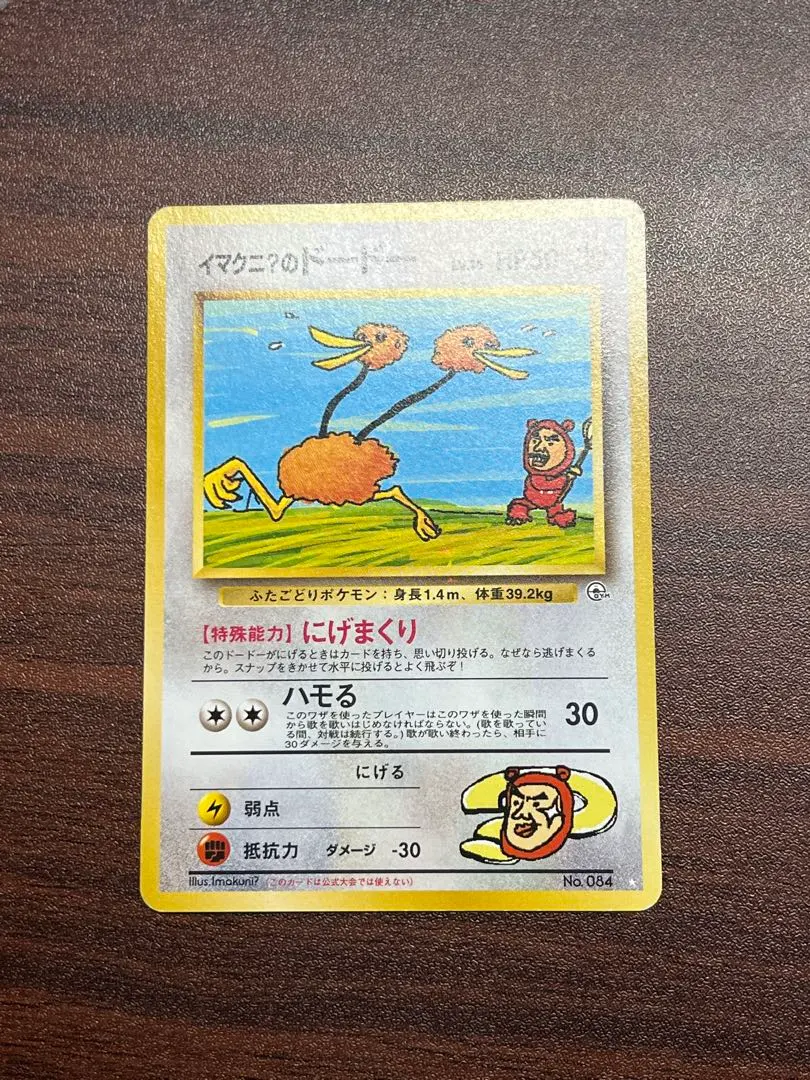 イマクニ?のドードー HP50
ふたごどりポケモン:身長1.4m、体重39.2kg
GYM
【特殊能力】にげまくり
このドードーがにげるときはカードを持ち、思い切り投げる。なぜなら逃げまくる
から。スナップをきかせて水平に投げるとよく飛ぶぞ!
ハモる
このワザを使ったプレイヤーはこのワザを使った瞬間
から歌を歌いはじめなければならない。(歌を歌ってい
る間、対戦は続行する。)歌が歌い終わったら、相手に
30ダメージを与える。
30
にげる
弱点
抵抗力 ダメージ -30
Illus.Imakuni? (このカードは公式大会では使えない) No.084